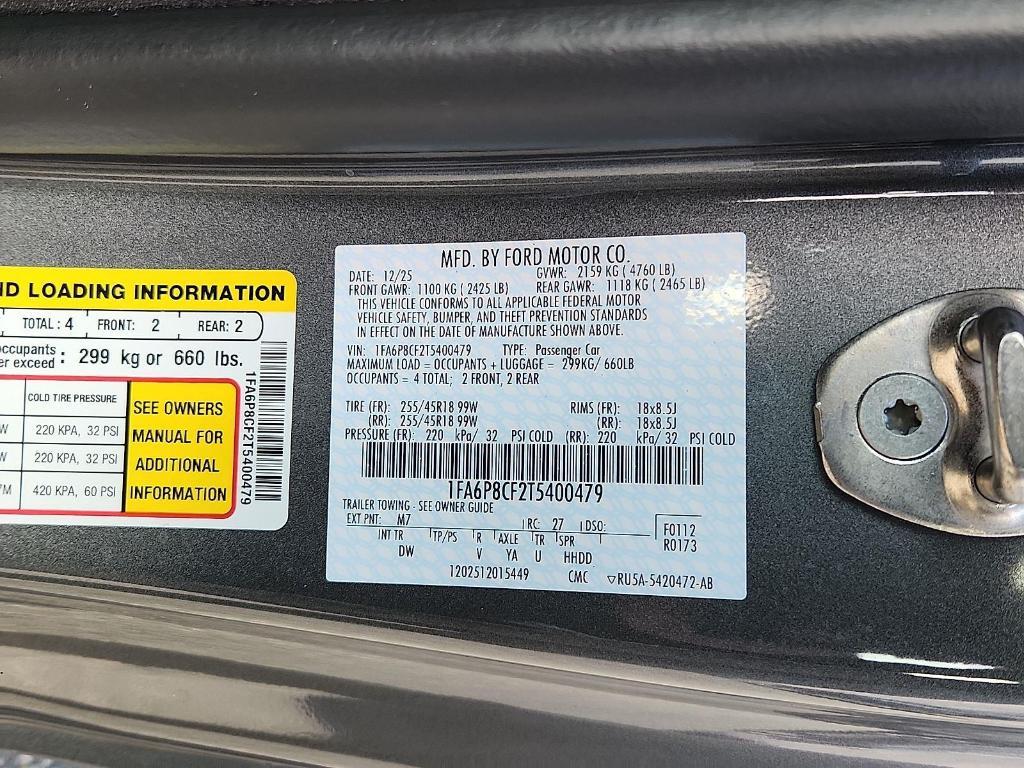 ND LOADING INFORMATION
TOTAL: 4 FRONT: 2 REAR: 2
occupants
er exceed : 299 kg or 660 lbs.
COLD TIRE PRESSURE
W 220 KPA, 32 PSI
W 220 KPA, 32 PSI
7M 420 KPA, 60 PSI
SEE OWNERS
MANUAL FOR
ADDITIONAL
INFORMATION
1FA6P8CF2T5400479
MFD. BY FORD MOTOR CO.
DATE: 12/25 GVWR: 2159 KG ( 4760 LB)
FRONT GAWR: 1100 KG ( 2425 LB) REAR GAWR: 1118 KG ( 2465 LB)
THIS VEHICLE CONFORMS TO ALL APPLICABLE FEDERAL MOTOR
VEHICLE SAFETY, BUMPER, AND THEFT PREVENTION STANDARDS
IN EFFECT ON THE DATE OF MANUFACTURE SHOWN ABOVE.
VIN: 1FA6P8CF2T5400479 TYPE: Passenger Car
MAXIMUM LOAD = OCCUPANTS + LUGGAGE = 299KG/ 660LB
OCCUPANTS = 4 TOTAL; 2 FRONT, 2 REAR
TIRE (FR): 255/45R18 99W RIMS (FR): 18x8.5J
(RR): 255/45R18 99W (RR): 18x8.5J
PRESSURE (FR): 220 kPa/ 32 PSI COLD (RR): 220 kPa/ 32 PSI COLD
1FA6P8CF2T5400479
TRAILER TOWING - SEE OWNER GUIDE
EXT PNT: M7 RC: 27 DSO: F0112
INT TR TP/PS R AXLE TR SPR R0173
DW V YA U HHDD
1202512015449 CMC ▽RU5A-5420472-AB